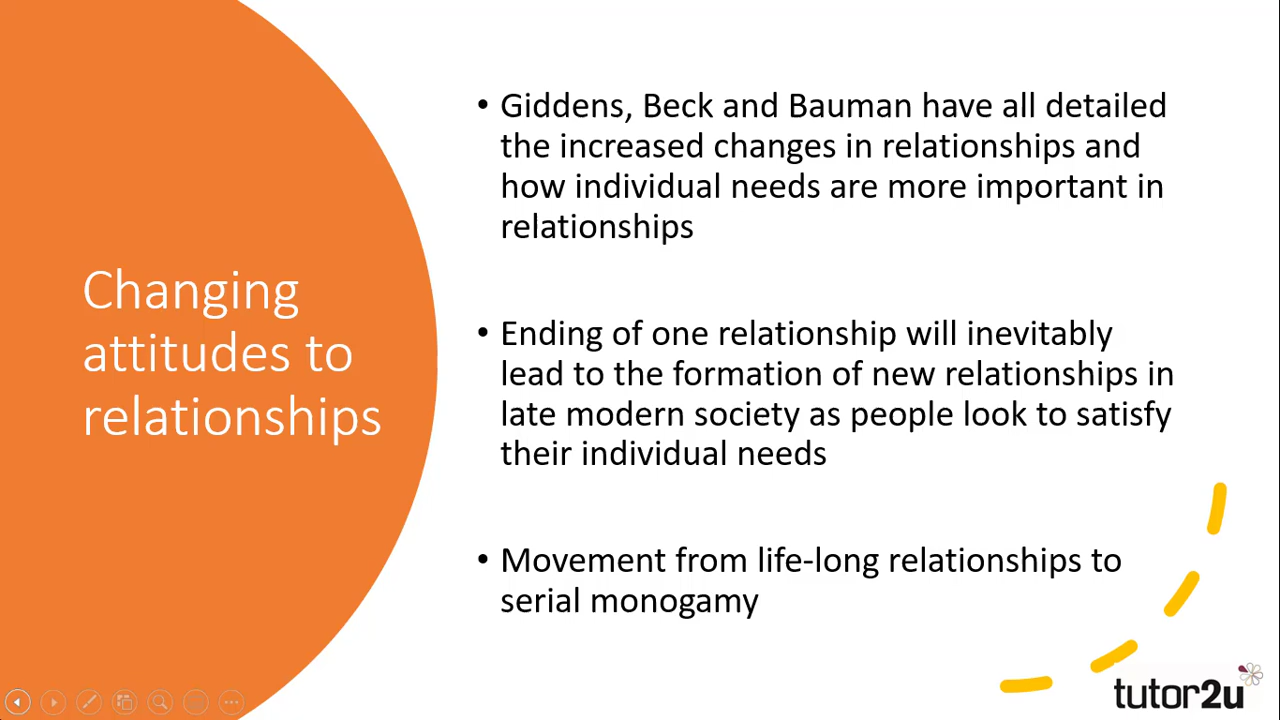 Changing
attitudes to
relationships
• Giddens, Beck and Bauman have all detailed
the increased changes in relationships and
how individual needs are more important in
relationships
• Ending of one relationship will inevitably
lead to the formation of new relationships in
late modern society as people look to satisfy
their individual needs
• Movement from life-long relationships to
serial monogamy
tutor2u